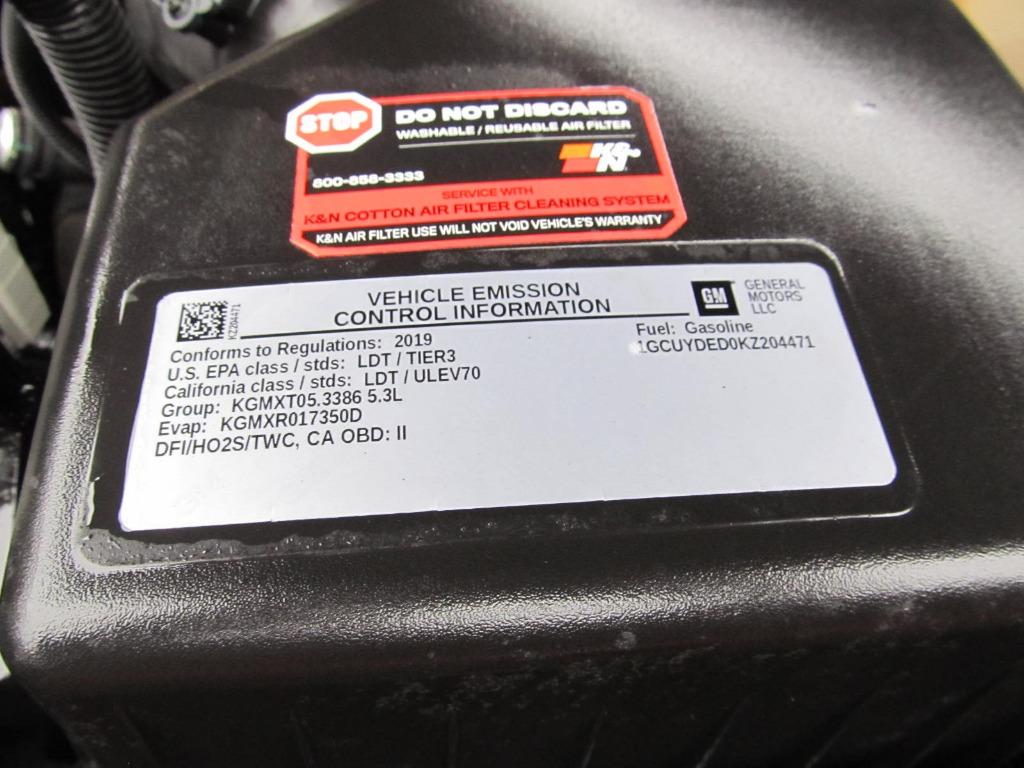 STOP
DO NOT DISCARD
WASHABLE / REUSABLE AIR FILTER
K&N
800-858-3333
SERVICE WITH
K&N COTTON AIR FILTER CLEANING SYSTEM
K&N AIR FILTER USE WILL NOT VOID VEHICLE'S WARRANTY
KZ204471
VEHICLE EMISSION
CONTROL INFORMATION
GM
GENERAL
MOTORS
LLC
Conforms to Regulations: 2019
U.S. EPA class / stds: LDT / TIER3
California class / stds: LDT / ULEV70
Group: KGMXT05.3386 5.3L
Evap: KGMXR017350D
DFI/HO2S/TWC, CA OBD: II
Fuel: Gasoline
1GCUYDED0KZ204471